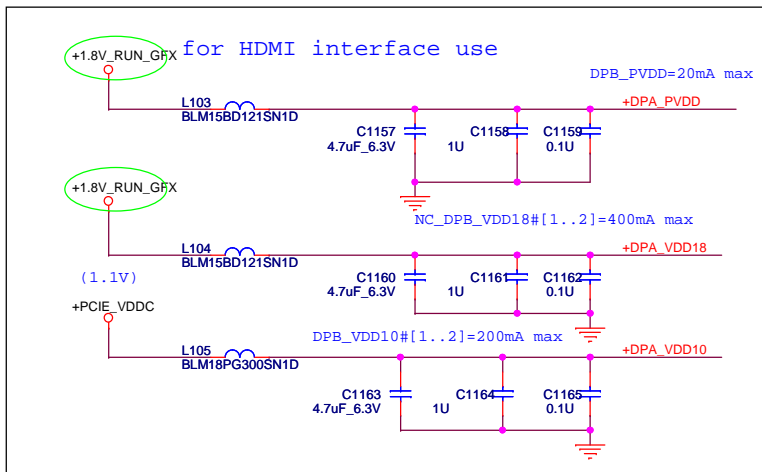 +1.8V_RUN_GFX for HDMI interface use
DPB_PVDD=20mA max
L103 +DPA_PVDD
BLM15BD121SN1D
C1157 C1158 C1159
4.7uF_6.3V 1U 0.1U
+1.8V_RUN_GFX
NC_DPB_VDD18#[1..2]=400mA max
L104 +DPA_VDD18
BLM15BD121SN1D
(1.1V) C1160 C1161 C1162
4.7uF_6.3V 1U 0.1U
+PCIE_VDDC
DPB_VDD10#[1..2]=200mA max
L105 +DPA_VDD10
BLM18PG300SN1D
C1163 C1164 C1165
4.7uF_6.3V 1U 0.1U